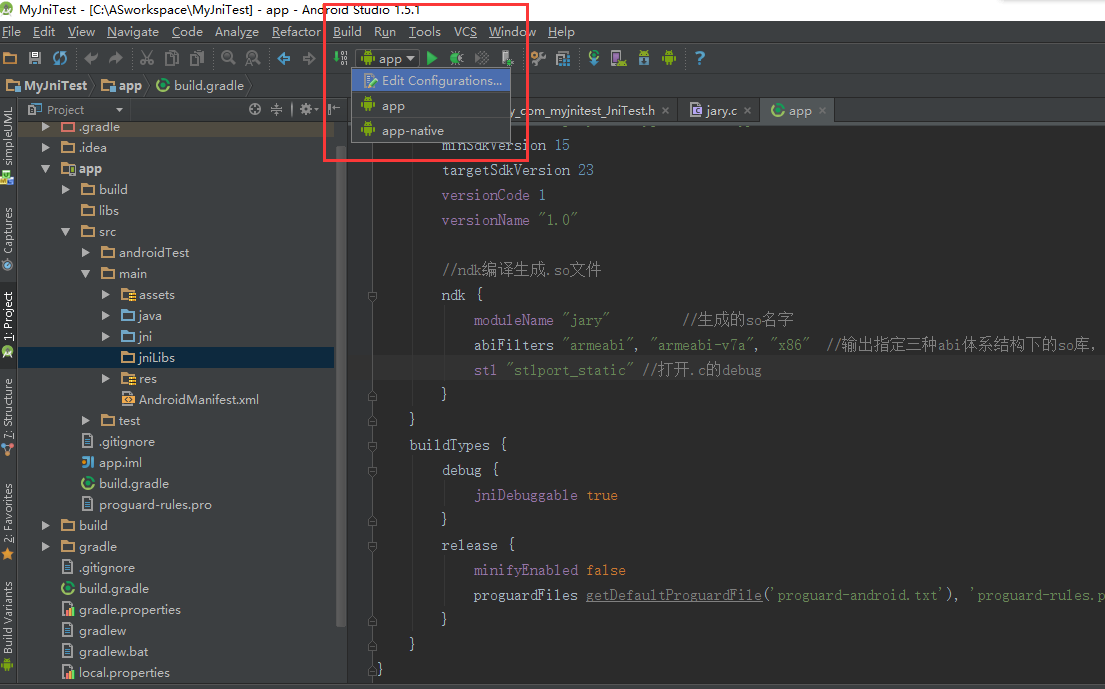 MyJniTest - [C:\ASworkspace\MyJniTest] - app - Android Studio 1.5.1
File Edit View Navigate Code Analyze Refactor Build Run Tools VCS Window Help
app
MyJniTest app build.gradle
Edit Configurations...
app
app-native
Project
y_com_myjnitest_JniTest.h jary.c app
simpleUML
Captures
1: Project
7: Structure
2: Favorites
Build Variants
.gradle
.idea
app
build
libs
src
androidTest
main
assets
java
jni
jniLibs
res
AndroidManifest.xml
test
.gitignore
app.iml
build.gradle
proguard-rules.pro
build
gradle
.gitignore
build.gradle
gradle.properties
gradlew
gradlew.bat
local.properties
minSdkVersion 15
targetSdkVersion 23
versionCode 1
versionName "1.0"
//ndk编译生成.so文件
ndk {
moduleName "jary" //生成的so名字
abiFilters "armeabi", "armeabi-v7a", "x86" //输出指定三种abi体系结构下的so库,
stl "stlport_static" //打开.c的debug
}
}
buildTypes {
debug {
jniDebuggable true
}
release {
minifyEnabled false
proguardFiles getDefaultProguardFile('proguard-android.txt'), 'proguard-rules.p
}
}
}